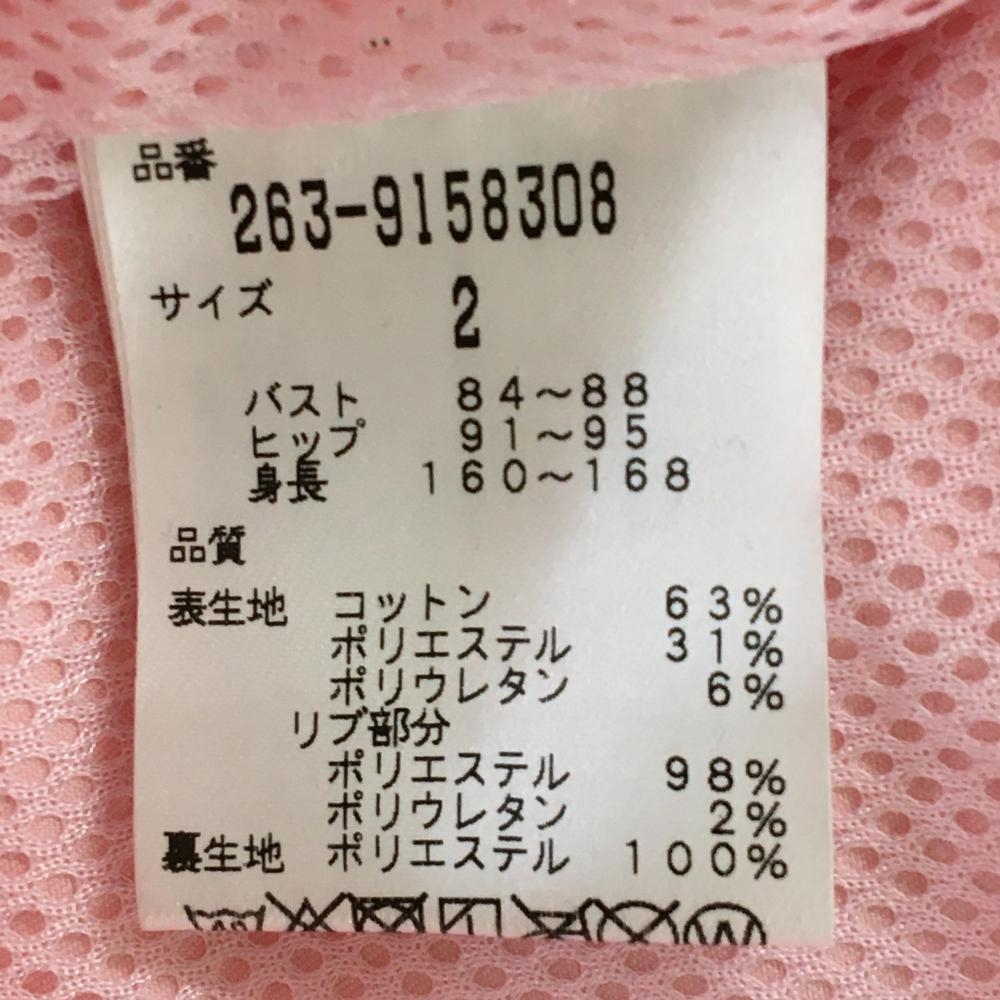 品番
263-9158308
サイズ 2
バスト 84～88
ヒップ 91～95
身長 160～168
品質
表生地 コットン 63%
ポリエステル 31%
ポリウレタン 6%
リブ部分
ポリエステル 98%
ポリウレタン 2%
裏生地 ポリエステル 100%
W